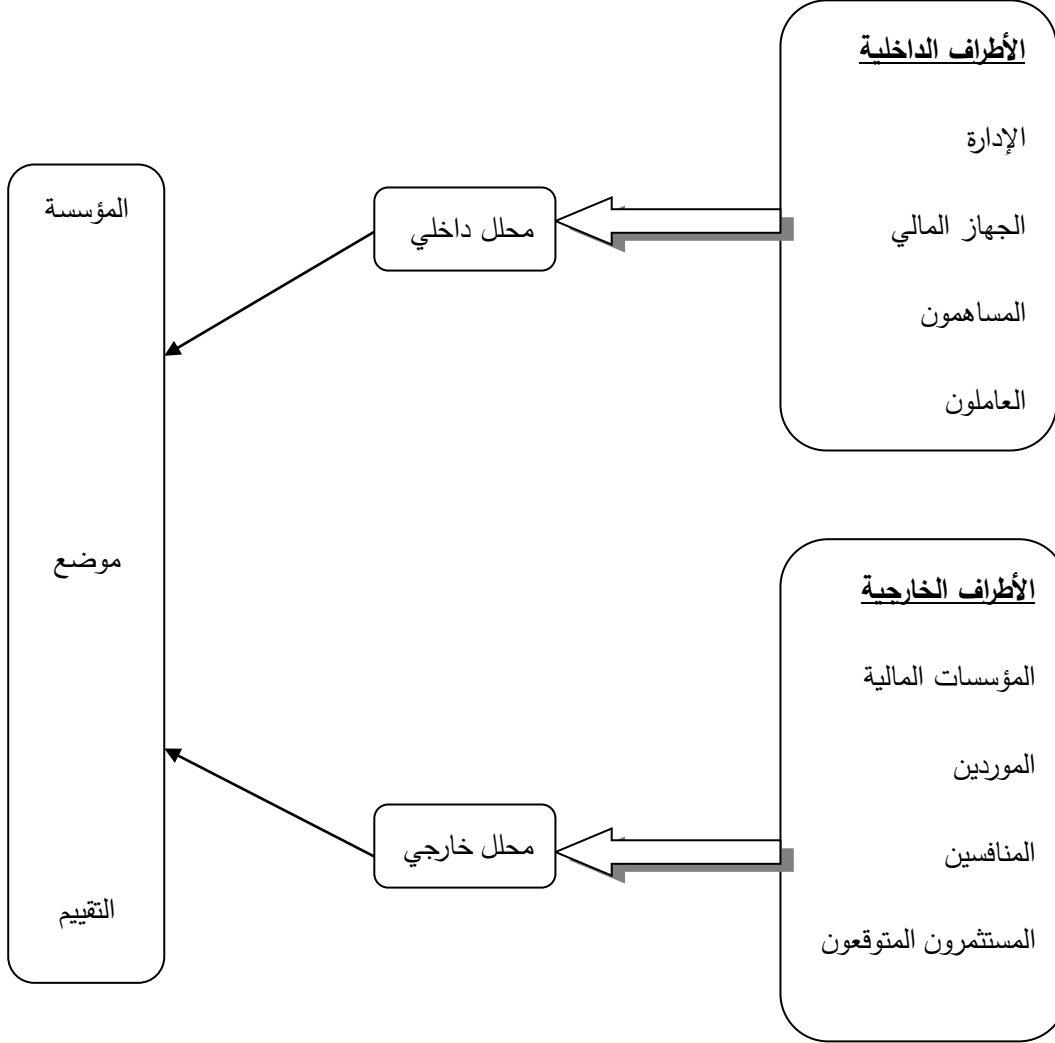 الأطراف الداخلية
الإدارة
الجهاز المالي
المساهمون
العاملون
محلل داخلي
المؤسسة
موضع
التقييم
الأطراف الخارجية
المؤسسات المالية
الموردين
المنافسين
المستثمرون المتوقعون
محلل خارجي